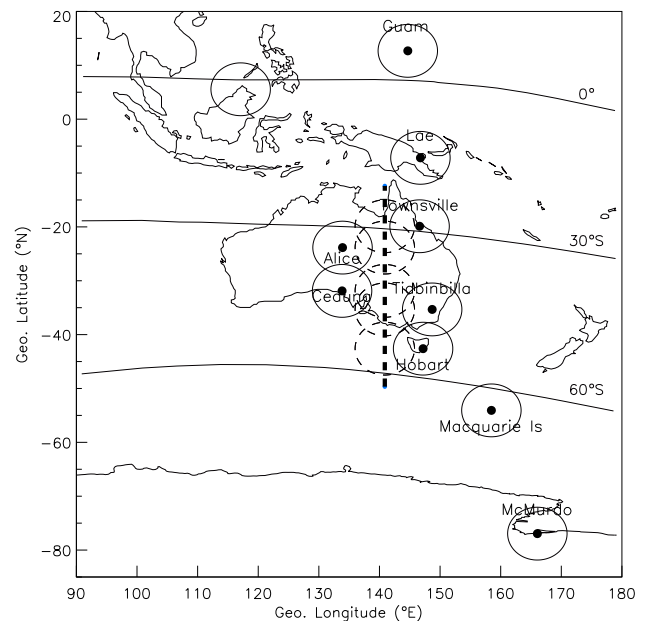 20
Guam
0°
0
Lae
Townsville
-20
30°S
Alice
Ceduna
Tidbinbilla
Geo. Latitude (°N)
-40
Hobart
60°S
Macquarie Is
-60
McMurdo
-80
90 100 110 120 130 140 150 160 170 180
Geo. Longitude (°E)